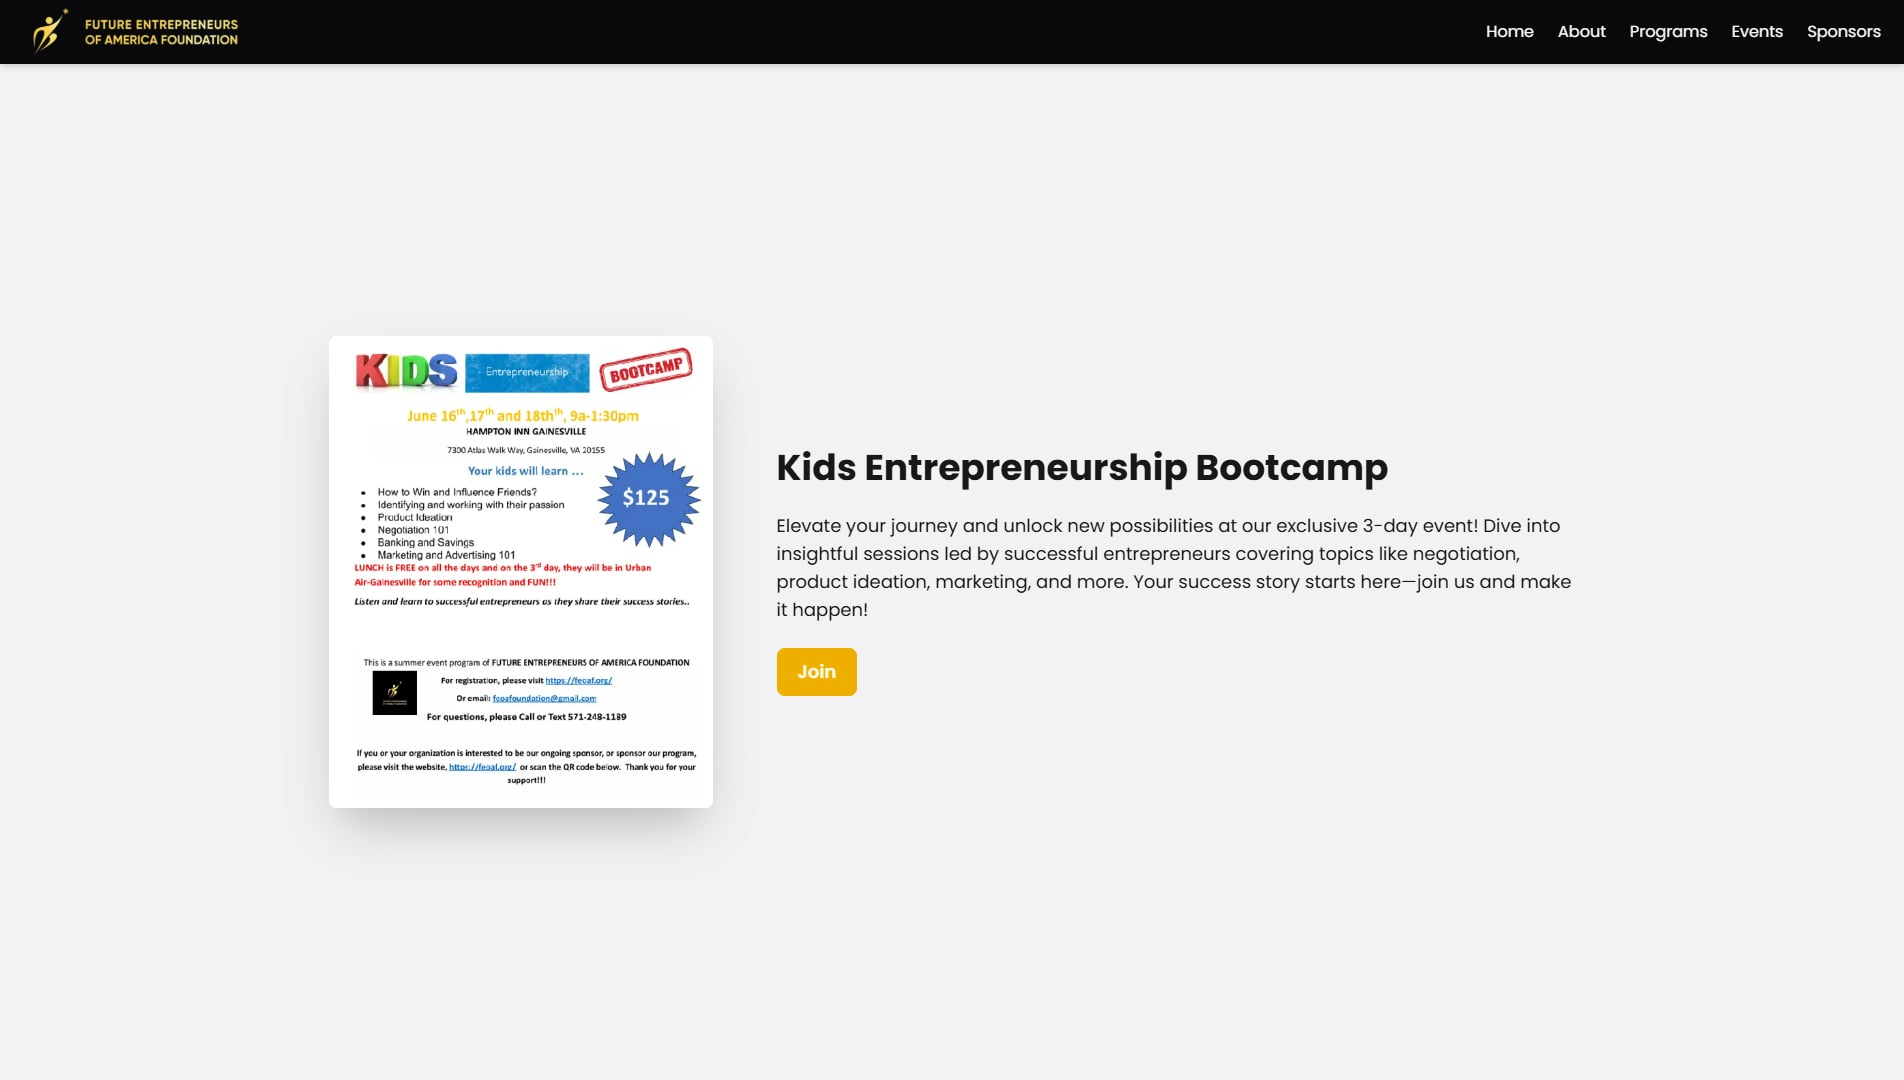 FUTURE ENTREPRENEURS
OF AMERICA FOUNDATION
Home About Programs Events Sponsors
KIDS Entrepreneurship BOOTCAMP
June 16th,17th and 18thth, 9a-1:30pm
HAMPTON INN GAINESVILLE
7300 Atlas Walk Way, Gainesville, VA 20155
Your kids will learn ...
• How to Win and Influence Friends?
• Identifying and working with their passion
• Product Ideation
• Negotiation 101
• Banking and Savings
• Marketing and Advertising 101
$125
LUNCH is FREE on all the days and on the 3rd day, they will be in Urban
Air-Gainesville for some recognition and FUN!!!
Listen and learn to successful entrepreneurs as they share their success stories..
This is a summer event program of FUTURE ENTREPRENEURS OF AMERICA FOUNDATION
For registration, please visit https://feoaf.org/
Or email: feoafoundation@gmail.com
For questions, please Call or Text 571-248-1189
If you or your organization is interested to be our ongoing sponsor, or sponsor our program,
please visit the website, https://feoaf.org/ or scan the QR code below. Thank you for your
support!!!
Kids Entrepreneurship Bootcamp
Elevate your journey and unlock new possibilities at our exclusive 3-day event! Dive into
insightful sessions led by successful entrepreneurs covering topics like negotiation,
product ideation, marketing, and more. Your success story starts here—join us and make
it happen!
Join